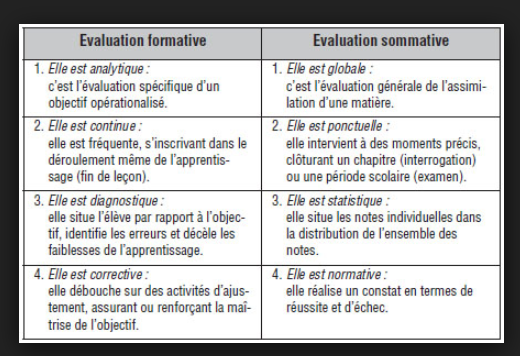 Evaluation formative
Evaluation sommative
1. Elle est analytique :
c'est l'évaluation spécifique d'un
objectif opérationalisé.
1. Elle est globale :
c'est l'évaluation générale de l'assimi-
lation d'une matière.
2. Elle est continue :
elle est fréquente, s'inscrivant dans le
déroulement même de l'apprentis-
sage (fin de leçon).
2. Elle est ponctuelle :
elle intervient à des moments précis,
clôturant un chapitre (interrogation)
ou une période scolaire (examen).
3. Elle est diagnostique :
elle situe l'élève par rapport à l'objec-
tif, identifie les erreurs et décèle les
faiblesses de l'apprentissage.
3. Elle est statistique :
elle situe les notes individuelles dans
la distribution de l'ensemble des
notes.
4. Elle est corrective :
elle débouche sur des activités d'ajus-
tement, assurant ou renforçant la maî-
trise de l'objectif.
4. Elle est normative :
elle réalise un constat en termes de
réussite et d'échec.